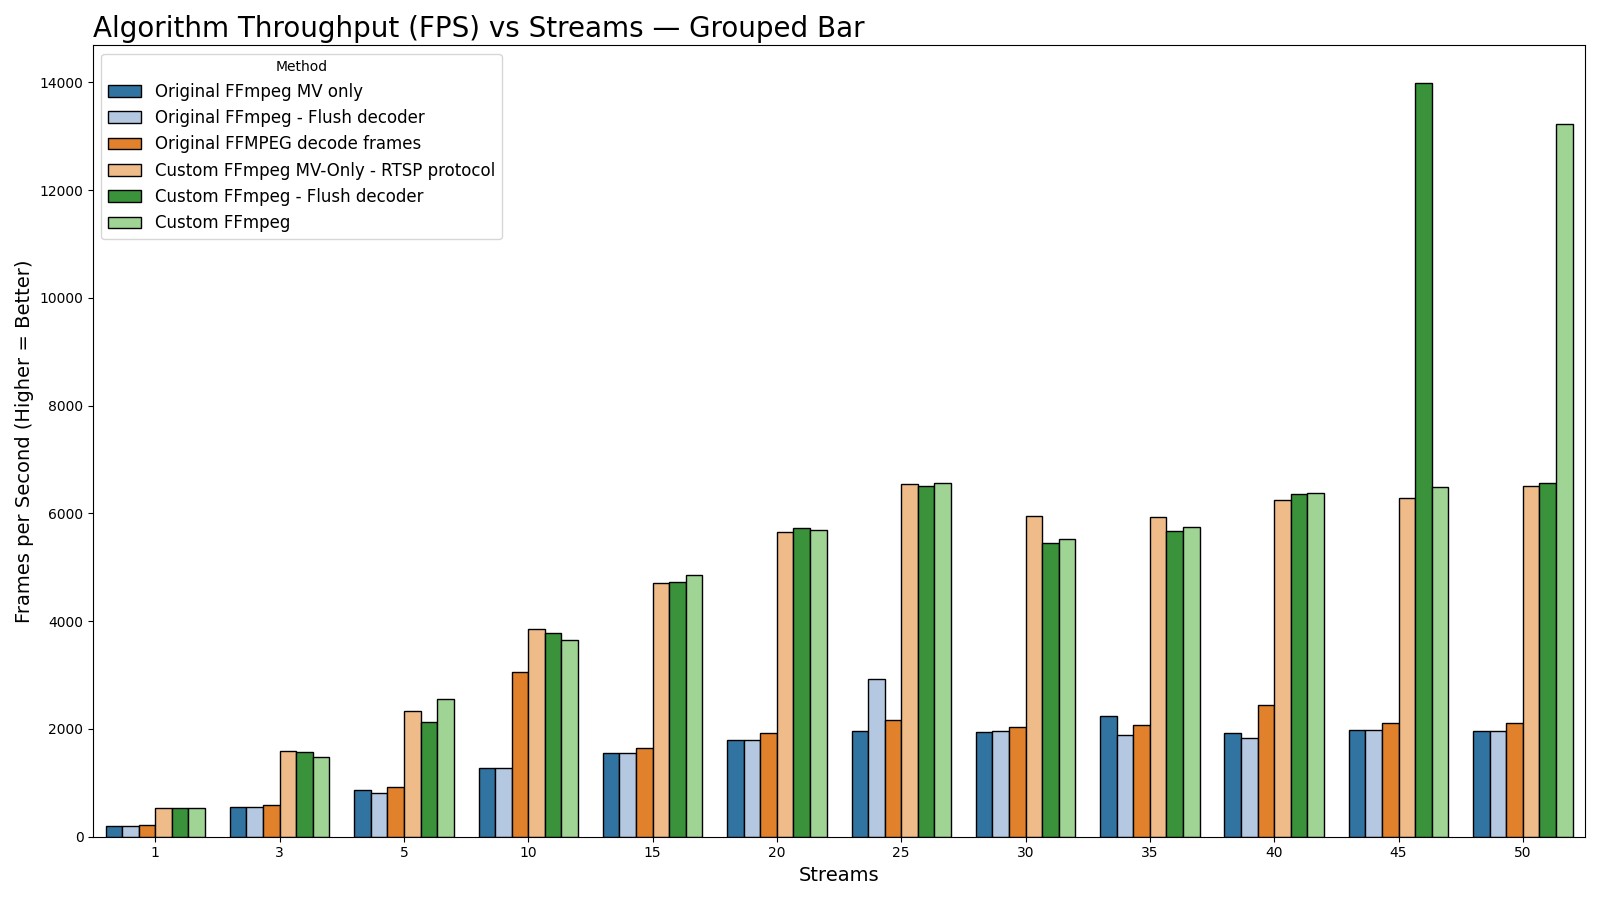 Algorithm Throughput (FPS) vs Streams — Grouped Bar
Method
Original FFmpeg MV only
Original FFmpeg - Flush decoder
Original FFMPEG decode frames
Custom FFmpeg MV-Only - RTSP protocol
Custom FFmpeg - Flush decoder
Custom FFmpeg
Frames per Second (Higher = Better)
14000
12000
10000
8000
6000
4000
2000
0
1 3 5 10 15 20 25 30 35 40 45 50
Streams